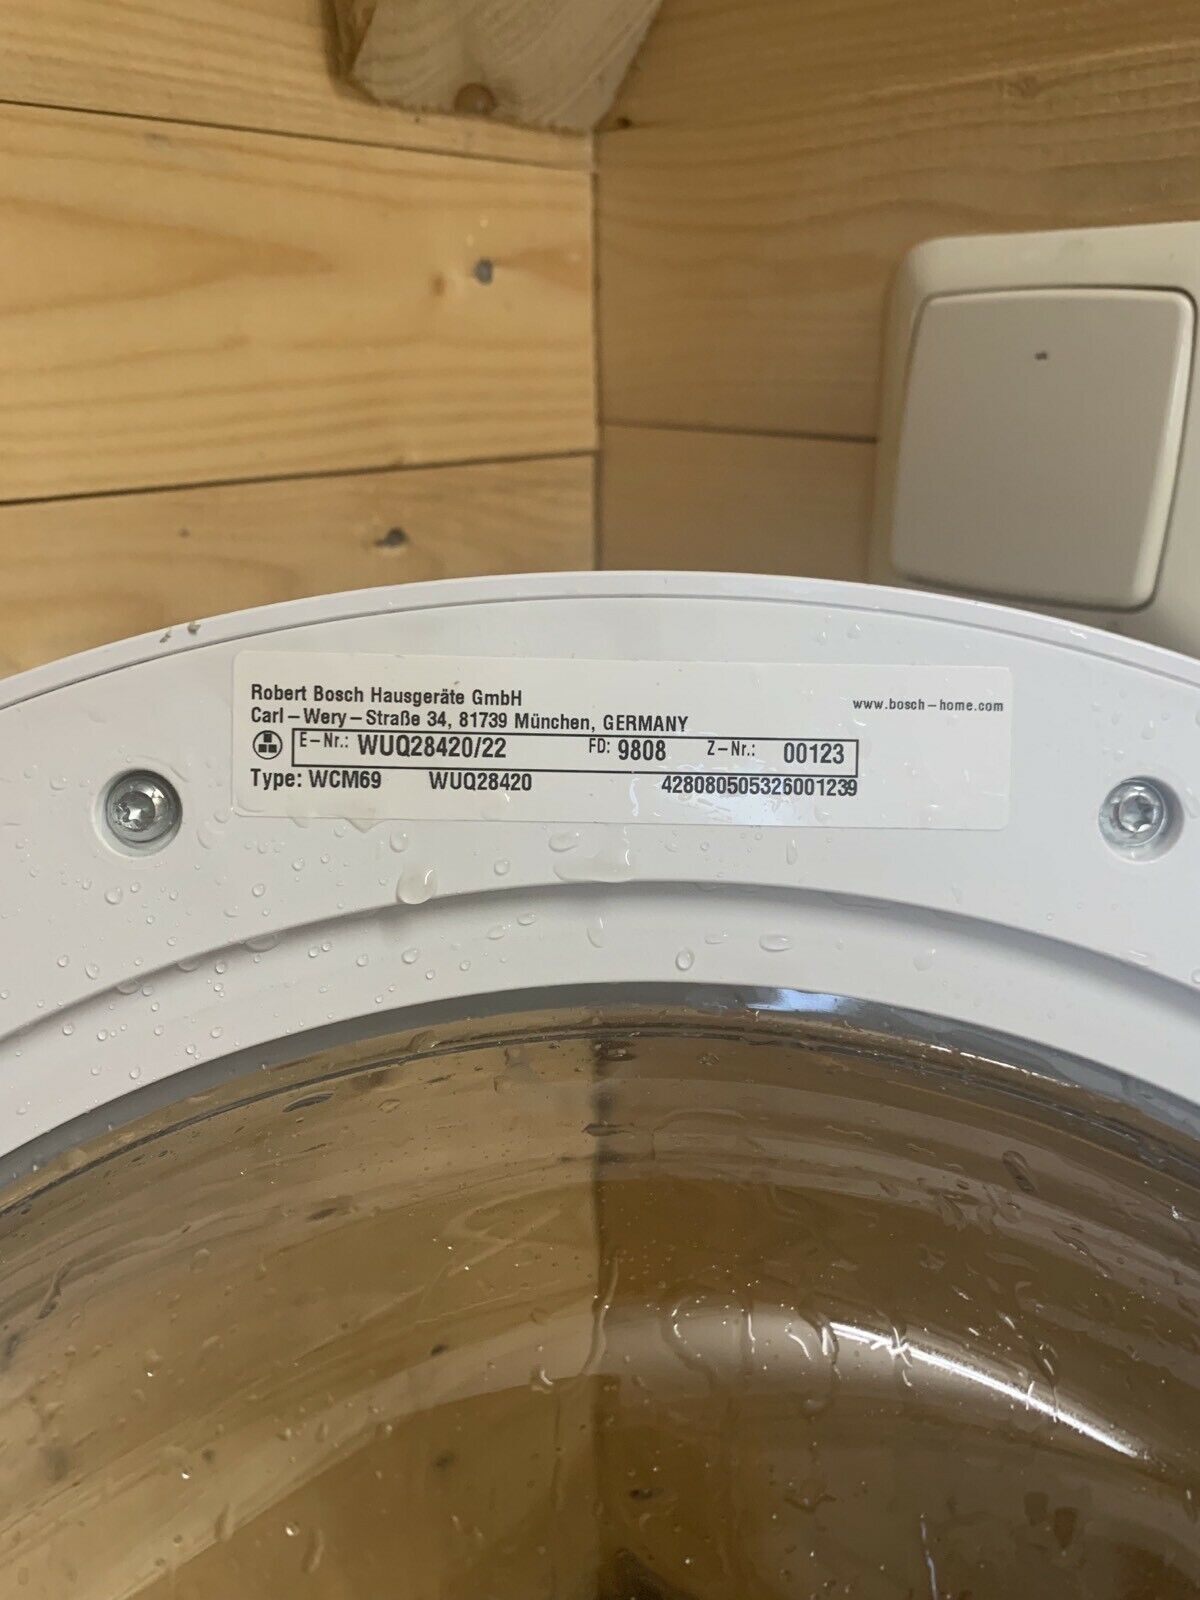 Robert Bosch Hausgeräte GmbH
www.bosch-home.com
Carl-Wery-Straße 34, 81739 München, GERMANY
E-Nr.: WUQ28420/22 FD: 9808 Z-Nr.: 00123
Type: WCM69 WUQ28420 428080505326001239